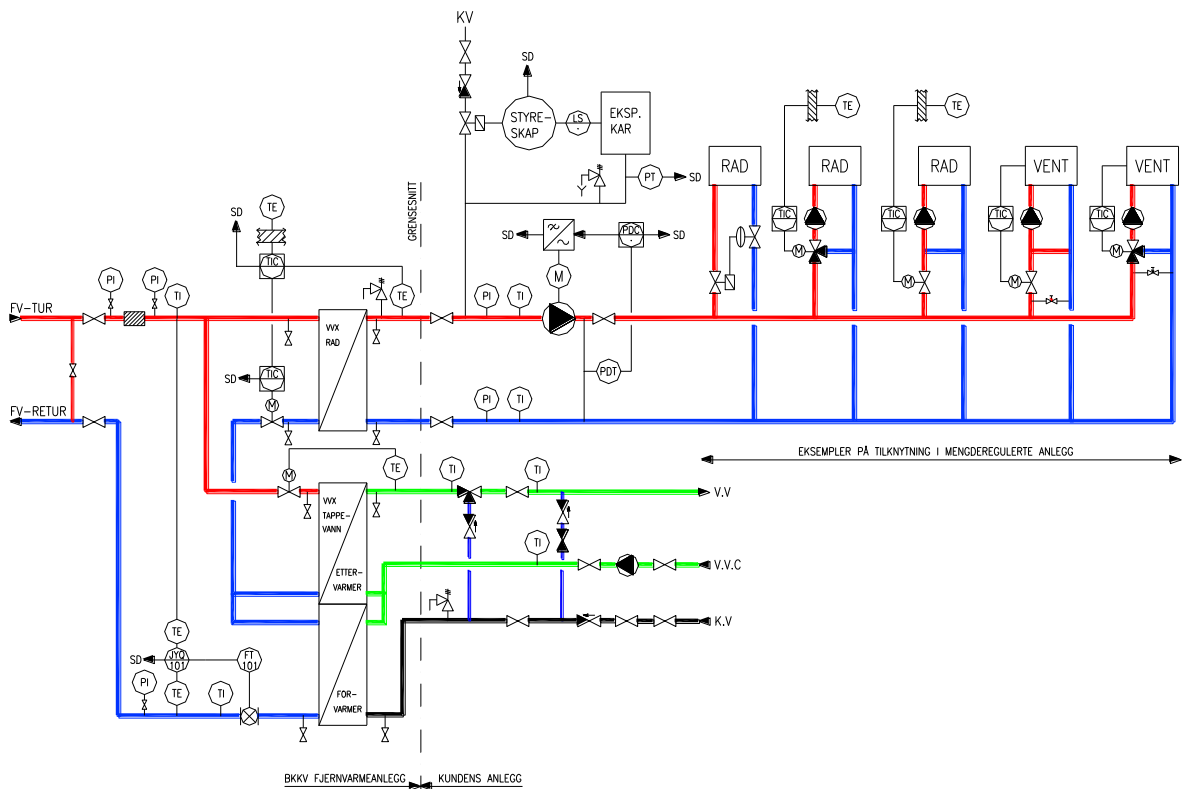 KV
SD
STYRE-
SKAP
LS
EKSP.
KAR
TE
TE
RAD
RAD
RAD
VENT
VENT
PT
SD
GRENSESNITT
SD
TE
TIC
TE
SD
PDC
SD
M
TIC
TIC
TIC
TIC
M
M
M
M
PI
PI
TI
FV-TUR
VVX
RAD
PI
TI
PDT
SD
TIC
M
FV-RETUR
PI
TI
EKSEMPLER PÅ TILKNYTNING I MENGDEREGULERTE ANLEGG
M
TE
TI
TI
V.V
VVX
TAPPE-
VANN
TI
V.V.C
ETTER-
VARMER
K.V
TE
SD
JYQ
101
FT
101
PI
TE
TI
FOR-
VARMER
BKKV FJERNVARMEANLEGG
KUNDENS ANLEGG